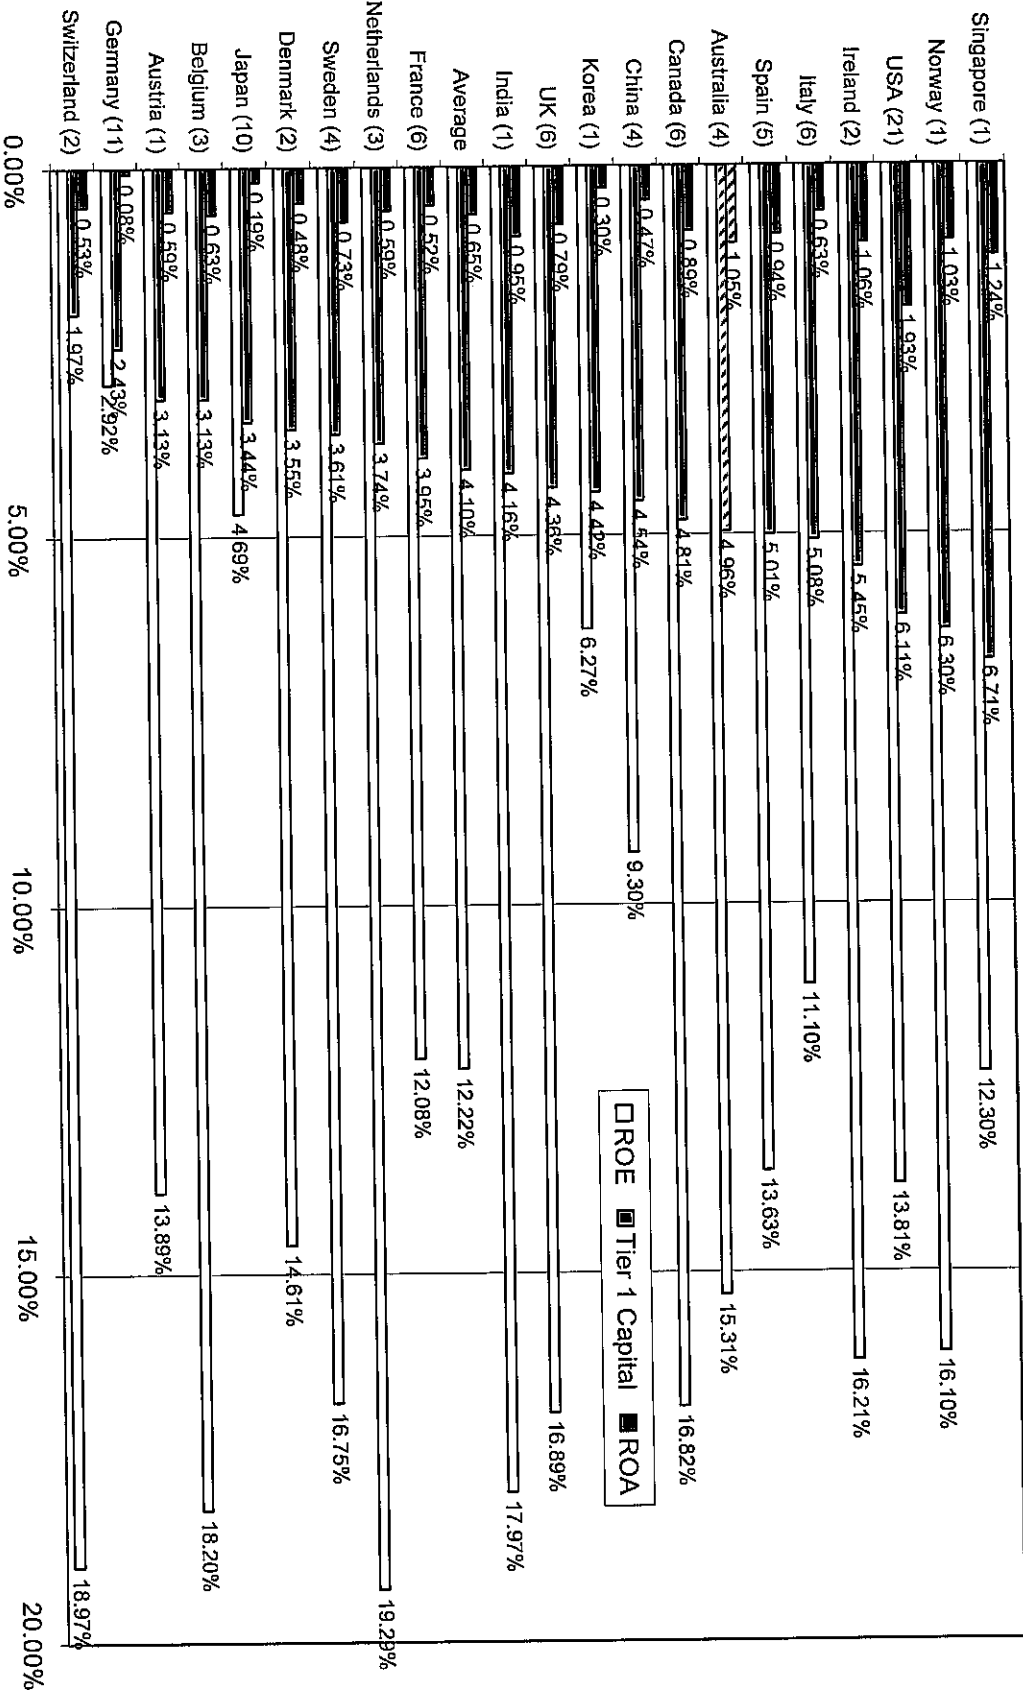 Singapore (1) 1.24% 6.71% 12.30%
Norway (1) 1.03% 6.30% 16.10%
USA (21) 1.93% 6.11% 13.81%
Ireland (2) 1.06% 5.45% 16.21%
Italy (6) 0.63% 5.08% 11.10%
Spain (5) 0.94% 5.01% 13.63%
Australia (4) 1.05% 4.96% 15.31%
Canada (6) 0.89% 4.81% 16.82%
China (4) 0.47% 4.54% 9.30%
Korea (1) 0.30% 4.42% 6.27%
UK (6) 0.79% 4.38% 16.89%
India (1) 0.95% 4.16% 17.97%
Average 0.65% 4.10% 12.22%
France (6) 0.52% 3.95% 12.08%
Netherlands (3) 0.59% 3.74% 19.29%
Sweden (4) 0.73% 3.61% 16.75%
Denmark (2) 0.48% 3.55% 14.61%
Japan (10) 0.19% 3.44% 4.69%
Belgium (3) 0.63% 3.13% 18.20%
Austria (1) 0.59% 3.13% 13.89%
Germany (11) 0.08% 2.43% 2.92%
Switzerland (2) 0.53% 1.97% 18.97%
0.00% 5.00% 10.00% 15.00% 20.00%
ROE Tier 1 Capital ROA